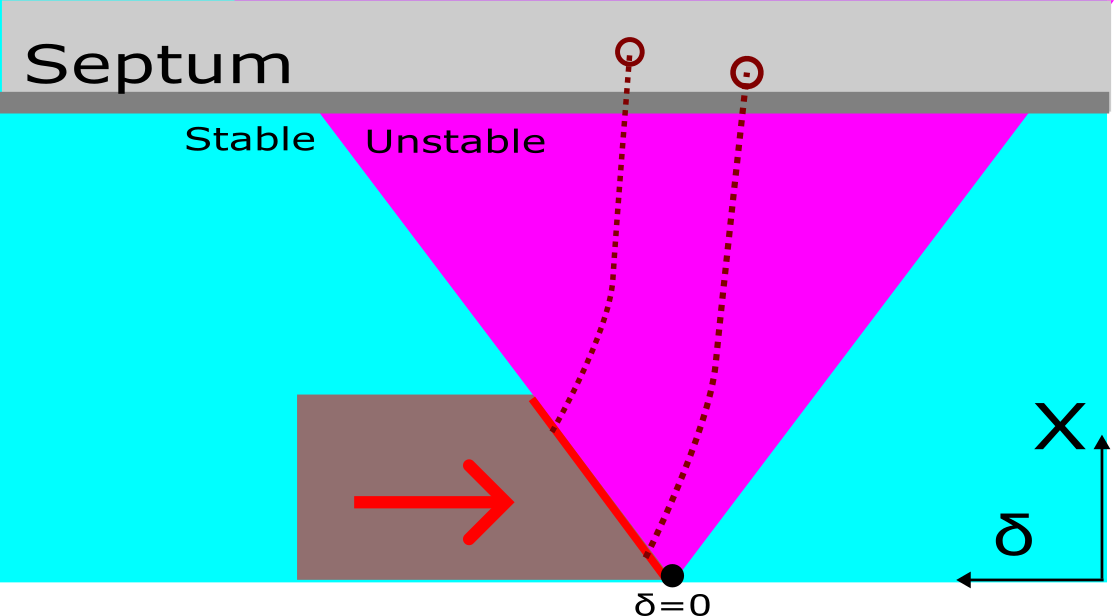 Septum
Stable
Unstable
X
δ
δ=0